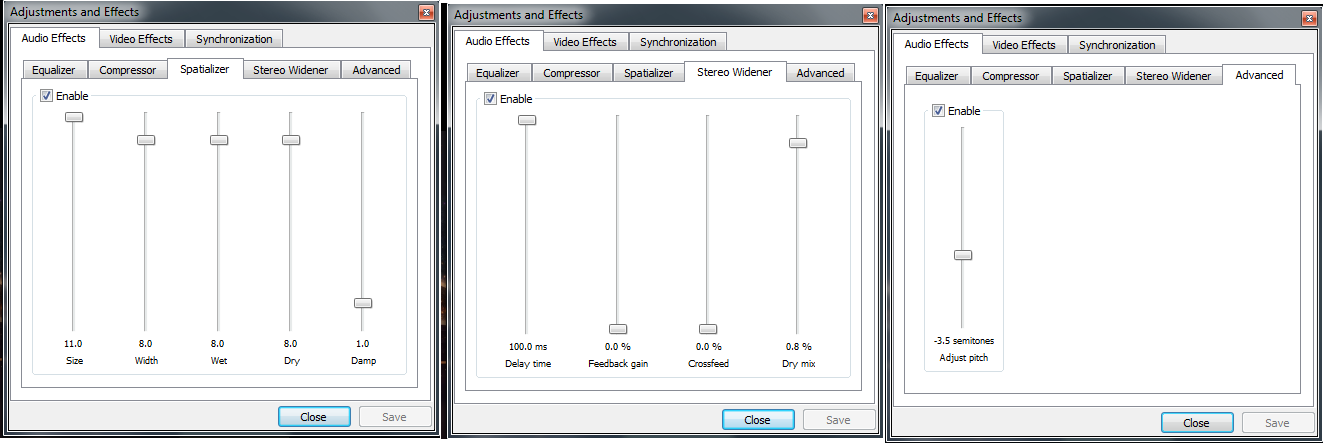 Adjustments and Effects
Audio Effects Video Effects Synchronization
Equalizer Compressor Spatializer Stereo Widener Advanced
Enable
11.0 8.0 8.0 8.0 1.0
Size Width Wet Dry Damp
Close Save
Adjustments and Effects
Audio Effects Video Effects Synchronization
Equalizer Compressor Spatializer Stereo Widener Advanced
Enable
100.0 ms 0.0 % 0.0 % 0.8 %
Delay time Feedback gain Crossfeed Dry mix
Close Save
Adjustments and Effects
Audio Effects Video Effects Synchronization
Equalizer Compressor Spatializer Stereo Widener Advanced
Enable
-3.5 semitones
Adjust pitch
Close Save